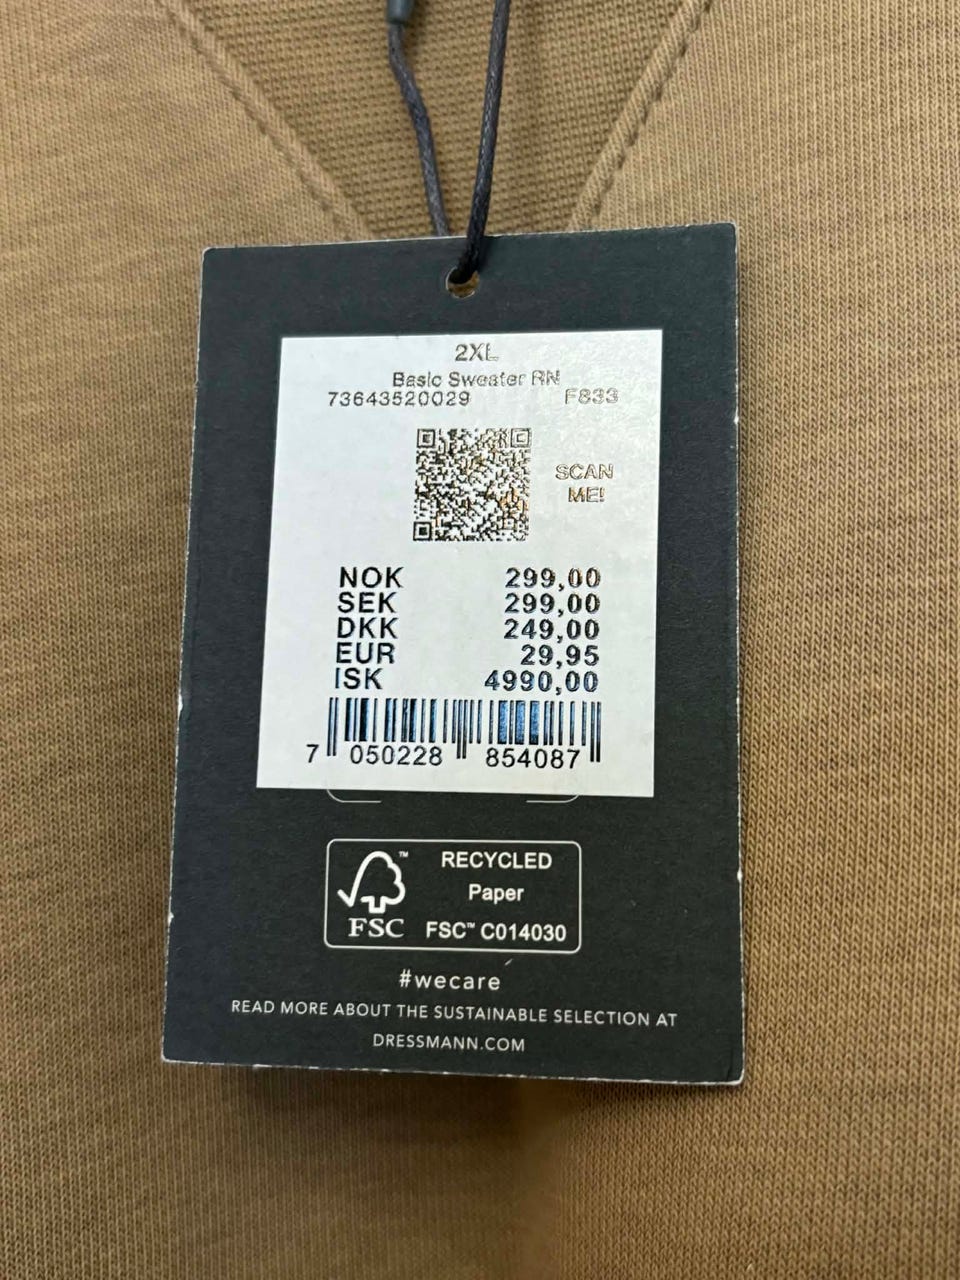 2XL
Basic Sweater RN
73643520029 F833
SCAN
ME!
NOK 299,00
SEK 299,00
DKK 249,00
EUR 29,95
ISK 4990,00
7 050228 854087
RECYCLED
Paper
FSC™ C014030
FSC
#wecare
READ MORE ABOUT THE SUSTAINABLE SELECTION AT
DRESSMANN.COM